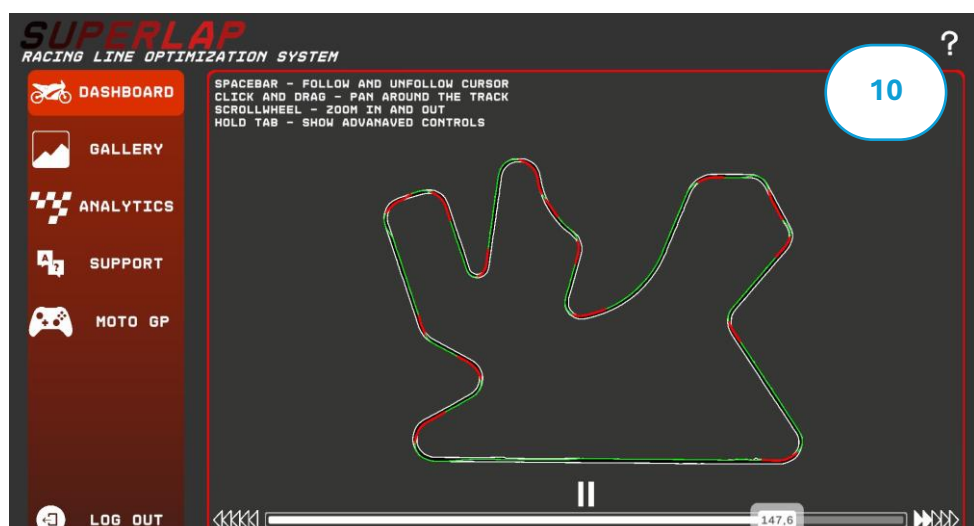 SUPERLAP
RACING LINE OPTIMIZATION SYSTEM
?
10
DASHBOARD
GALLERY
ANALYTICS
A ?
SUPPORT
MOTO GP
LOG OUT
SPACEBAR - FOLLOW AND UNFOLLOW CURSOR
CLICK AND DRAG - PAN AROUND THE TRACK
SCROLLWHEEL - ZOOM IN AND OUT
HOLD TAB - SHOW ADVANAVED CONTROLS
147,6